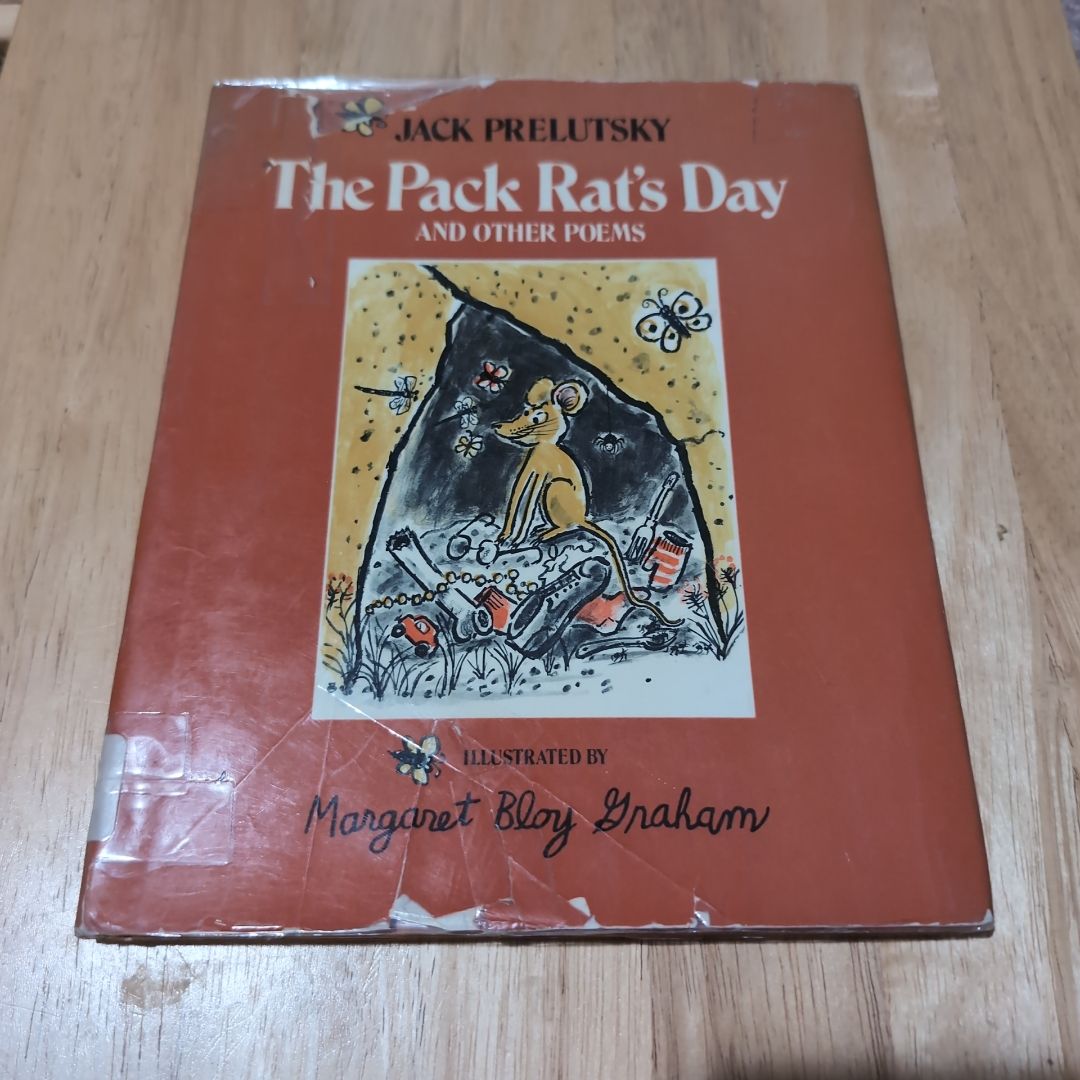 JACK PRELUTSKY
The Pack Rat's Day
AND OTHER POEMS
ILLUSTRATED BY
Margaret Bloy Graham